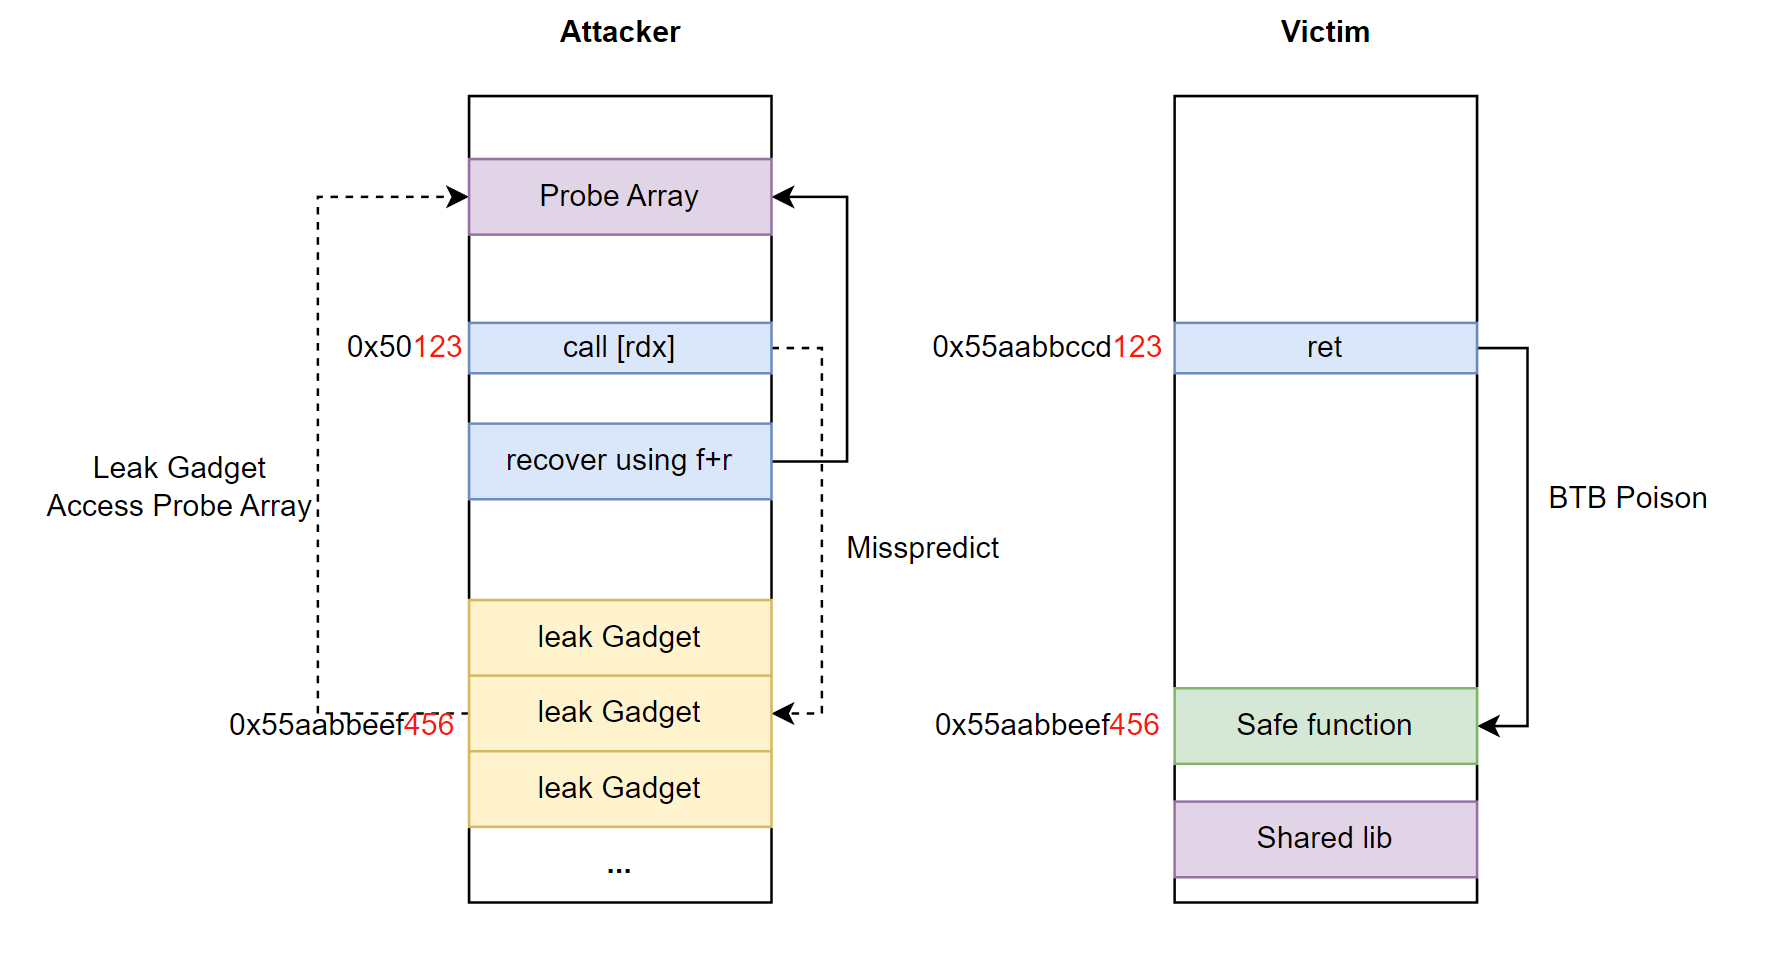 Attacker
Victim
Probe Array
0x50123
call [rdx]
0x55aabbccd123
ret
recover using f+r
Leak Gadget
Access Probe Array
BTB Poison
Misspredict
leak Gadget
leak Gadget
0x55aabbeef456
0x55aabbeef456
Safe function
leak Gadget
Shared lib
...